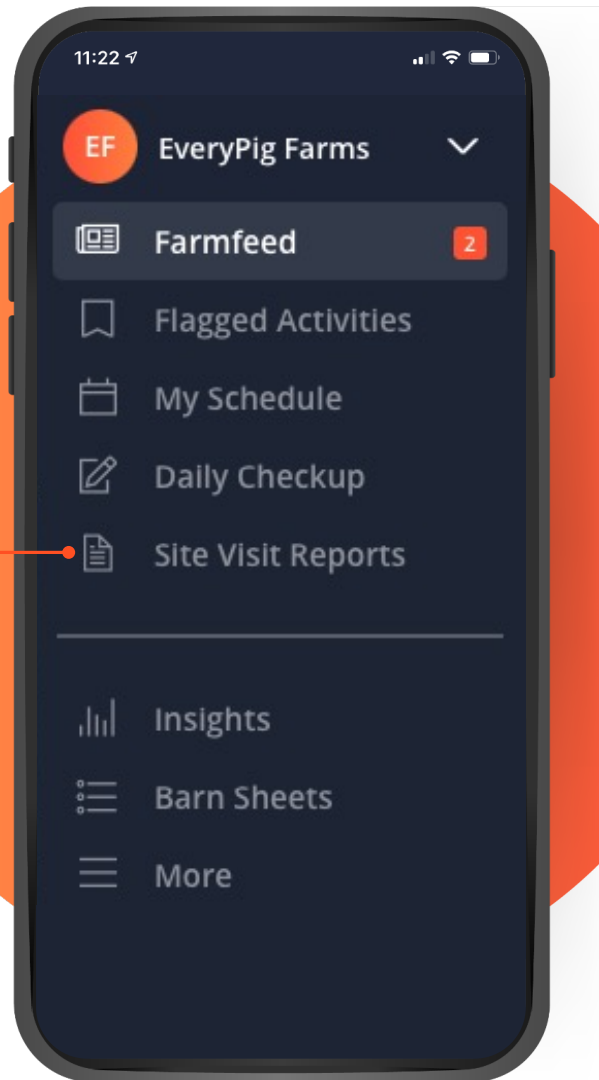 11:22
EF EveryPig Farms
Farmfeed 2
Flagged Activities
My Schedule
Daily Checkup
Site Visit Reports
Insights
Barn Sheets
More